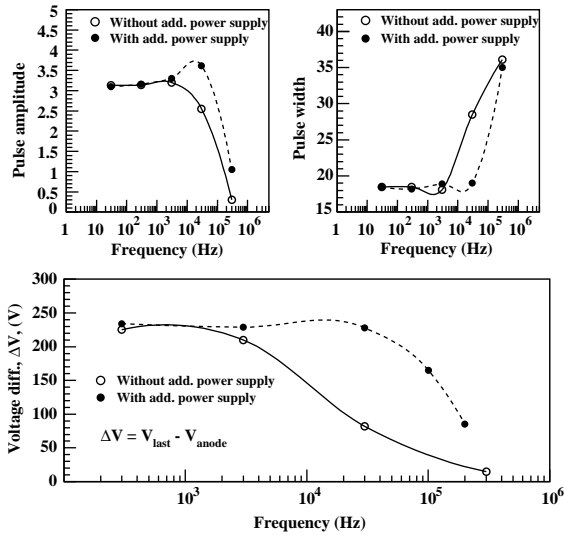 Pulse amplitude
5
4.5
4
3.5
3
2.5
2
1.5
1
0.5
0
Without add. power supply
With add. power supply
1 10 10² 10³ 10⁴ 10⁵ 10⁶
Frequency (Hz)
Pulse width
40
35
30
25
20
15
Without add. power supply
With add. power supply
1 10 10² 10³ 10⁴ 10⁵ 10⁶
Frequency (Hz)
Voltage diff., ΔV, (V)
300
250
200
150
100
50
0
Without add. power supply
With add. power supply
ΔV = V_last - V_anode
10³ 10⁴ 10⁵ 10⁶
Frequency (Hz)